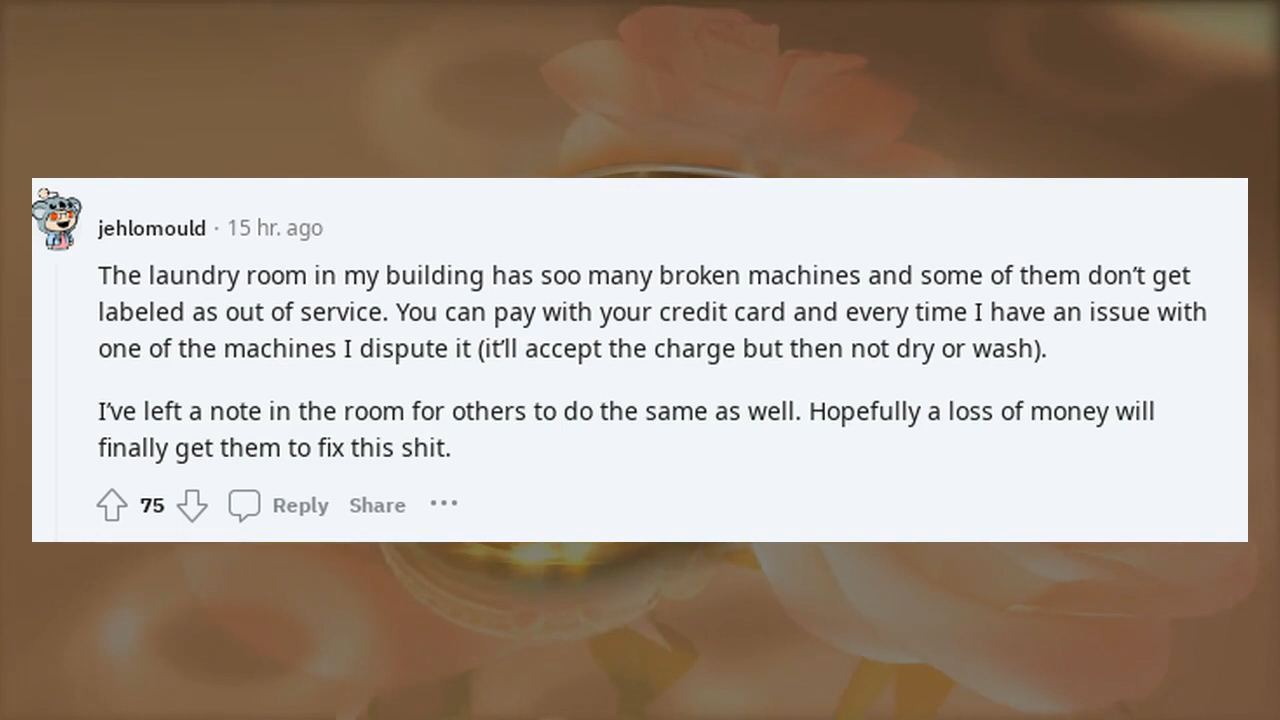 jehlomould · 15 hr. ago
The laundry room in my building has soo many broken machines and some of them don’t get
labeled as out of service. You can pay with your credit card and every time I have an issue with
one of the machines I dispute it (it’ll accept the charge but then not dry or wash).
I’ve left a note in the room for others to do the same as well. Hopefully a loss of money will
finally get them to fix this shit.
75 Reply Share ...